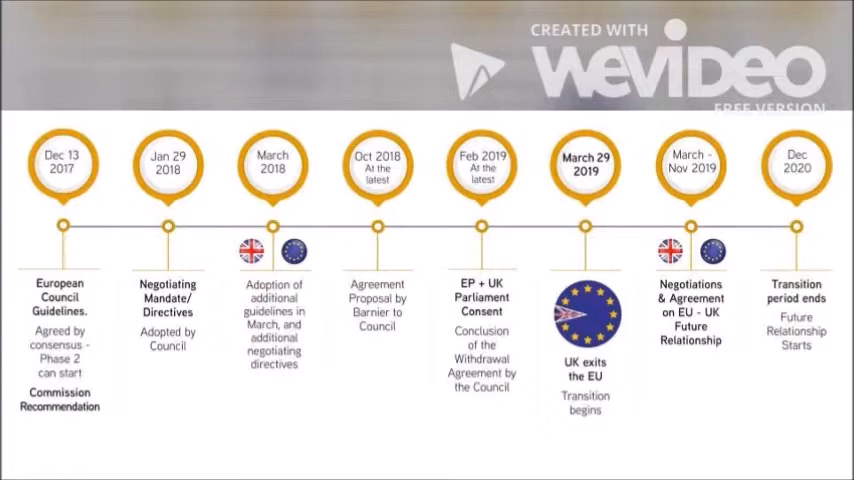 CREATED WITH
WEVIDEO
FREE VERSION
Dec 13
2017
Jan 29
2018
March
2018
Oct 2018
At the
latest
Feb 2019
At the
latest
March 29
2019
March -
Nov 2019
Dec
2020
European
Council
Guidelines.
Agreed by
consensus -
Phase 2
can start
Commission
Recommendation
Negotiating
Mandate/
Directives
Adopted by
Council
Adoption of
additional
guidelines in
March, and
additional
negotiating
directives
Agreement
Proposal by
Barnier to
Council
EP + UK
Parliament
Consent
Conclusion
of the
Withdrawal
Agreement by
the Council
UK exits
the EU
Transition
begins
Negotiations
& Agreement
on EU - UK
Future
Relationship
Transition
period ends
Future
Relationship
Starts